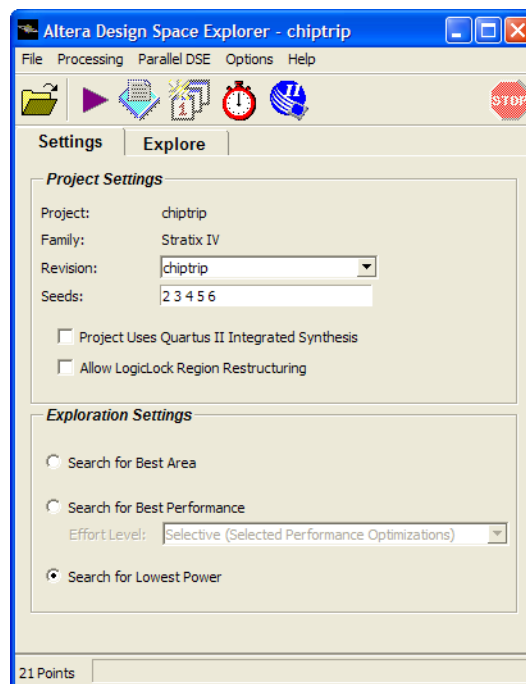 Altera Design Space Explorer - chiptrip
File Processing Parallel DSE Options Help
II
1
STOP
Settings Explore
Project Settings
Project: chiptrip
Family: Stratix IV
Revision: chiptrip
Seeds: 2 3 4 5 6
Project Uses Quartus II Integrated Synthesis
Allow LogicLock Region Restructuring
Exploration Settings
Search for Best Area
Search for Best Performance
Effort Level: Selective (Selected Performance Optimizations)
Search for Lowest Power
21 Points